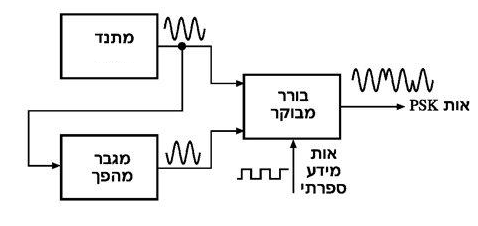 מתנד
בורר
מבוקר
אות PSK
מגבר
מהפך
אות
מידע
ספרתי